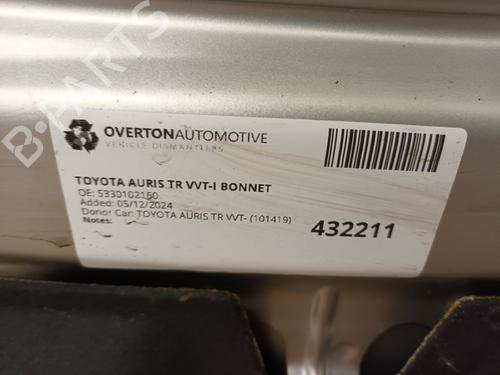 B-PARTS
OVERTONAUTOMOTIVE
VEHICLE DISMANTLERS
TOYOTA AURIS TR VVT-I BONNET
OE: 5330102160
Added: 05/12/2024
Donor Car: TOYOTA AURIS TR VVT- (101419)
Notes:
432211